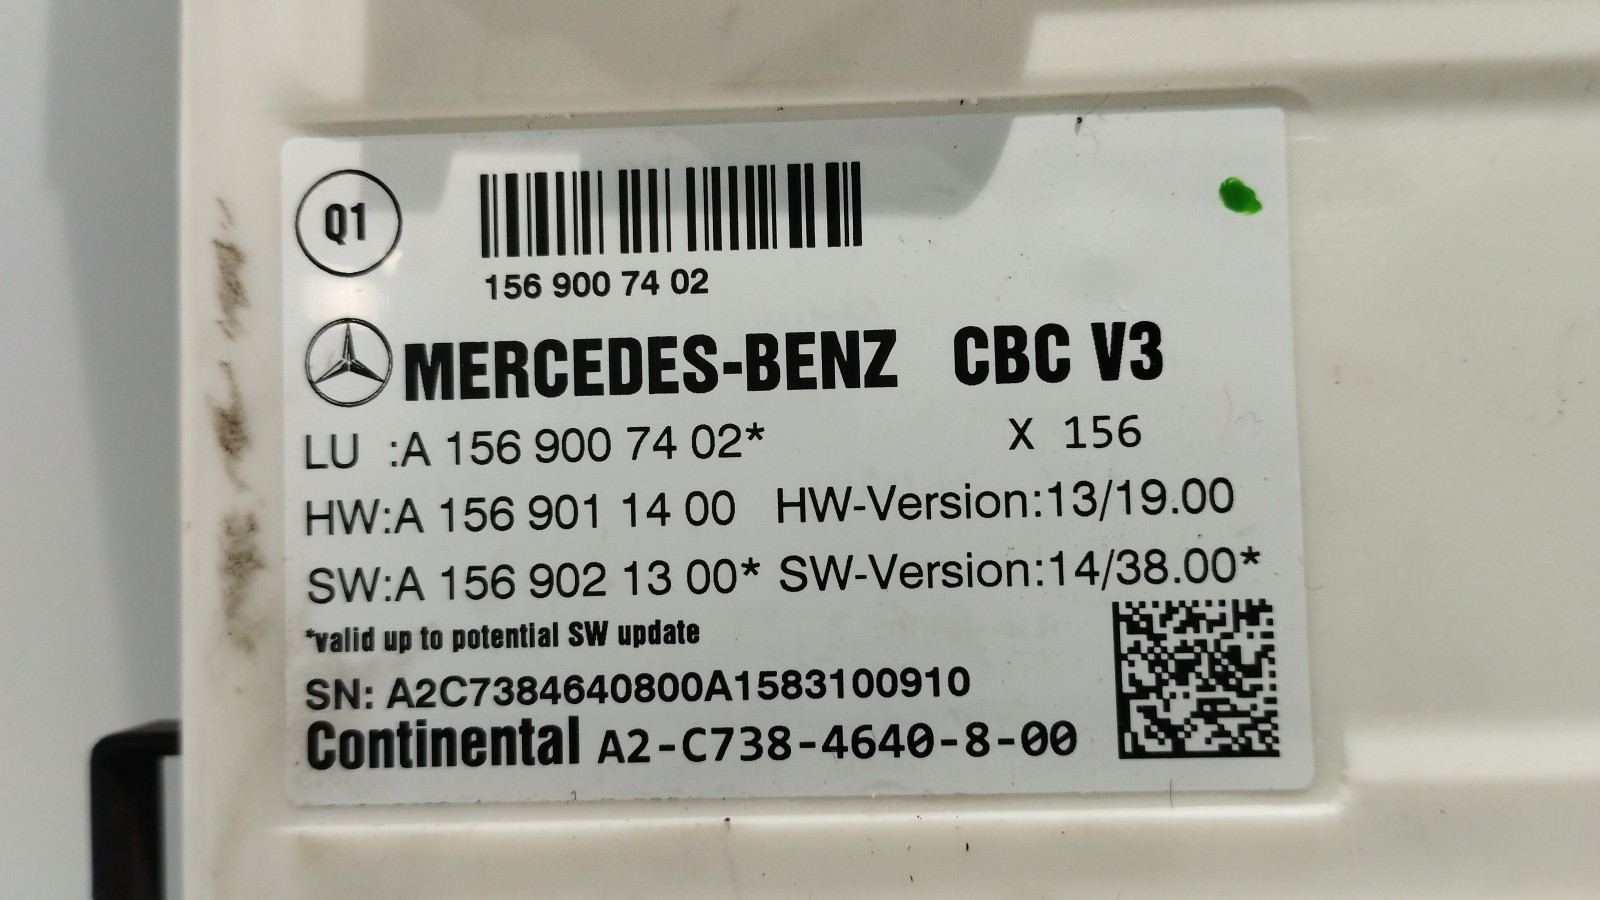 Q1
156 900 74 02
MERCEDES-BENZ CBC V3
LU :A 156 900 74 02* X 156
HW:A 156 901 14 00 HW-Version:13/19.00
SW:A 156 902 13 00* SW-Version:14/38.00*
*valid up to potential SW update
SN: A2C7384640800A1583100910
Continental A2-C738-4640-8-00